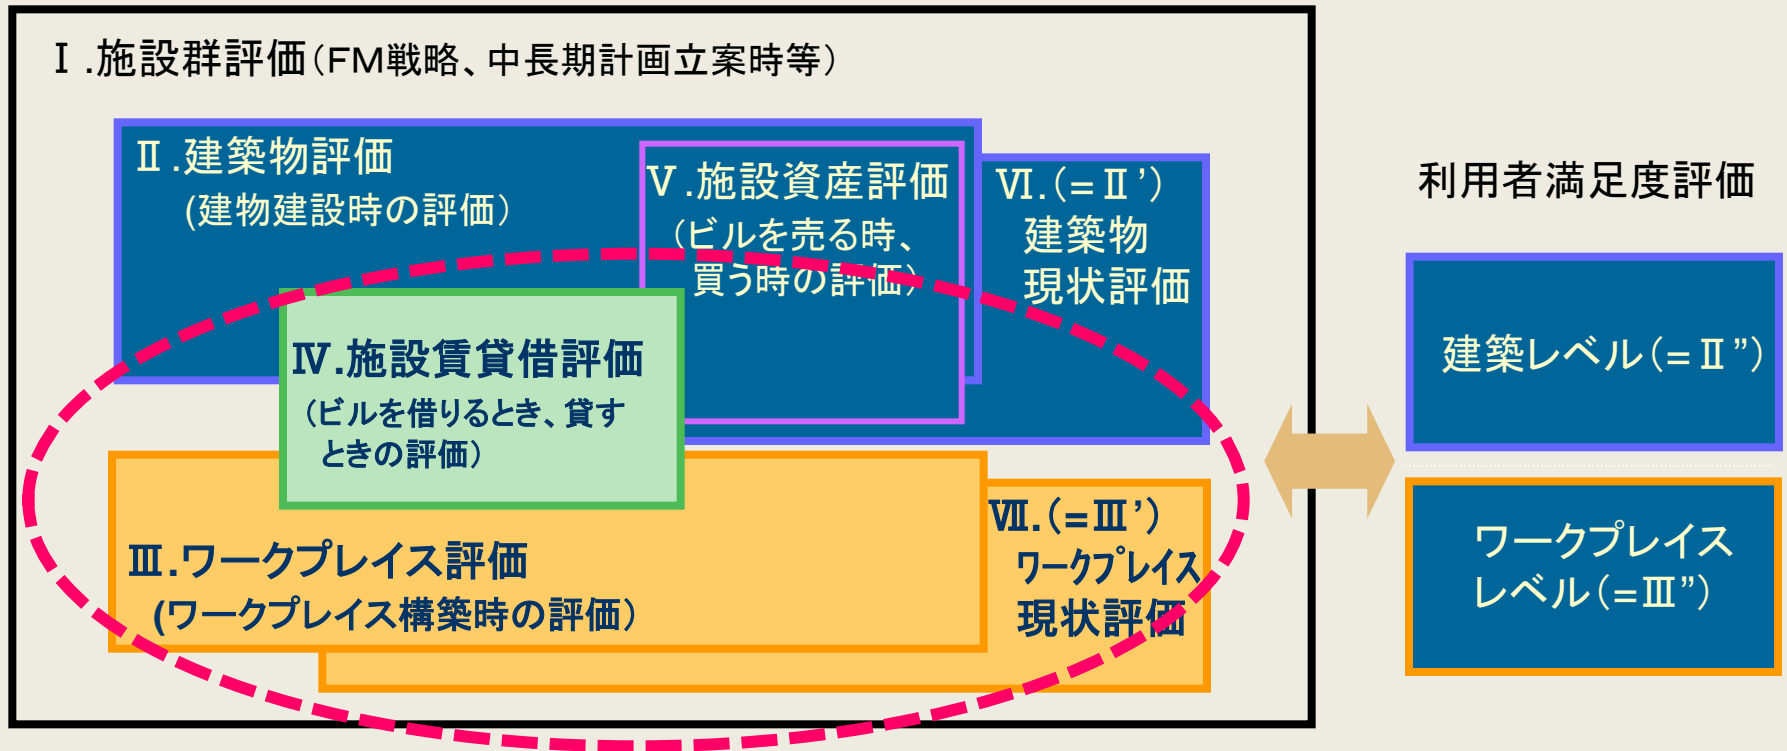 Ⅰ.施設群評価（FM戦略、中長期計画立案時等）
Ⅱ.建築物評価
(建物建設時の評価）
Ⅴ.施設資産評価
（ビルを売る時、
買う時の評価）
Ⅵ.(=Ⅱ’)
建築物
現状評価
Ⅳ.施設賃貸借評価
（ビルを借りるとき、貸す
ときの評価）
Ⅲ.ワークプレイス評価
(ワークプレイス構築時の評価）
Ⅶ.(=Ⅲ’)
ワークプレイス
現状評価
利用者満足度評価
建築レベル（=Ⅱ”）
ワークプレイス
レベル（=Ⅲ”）